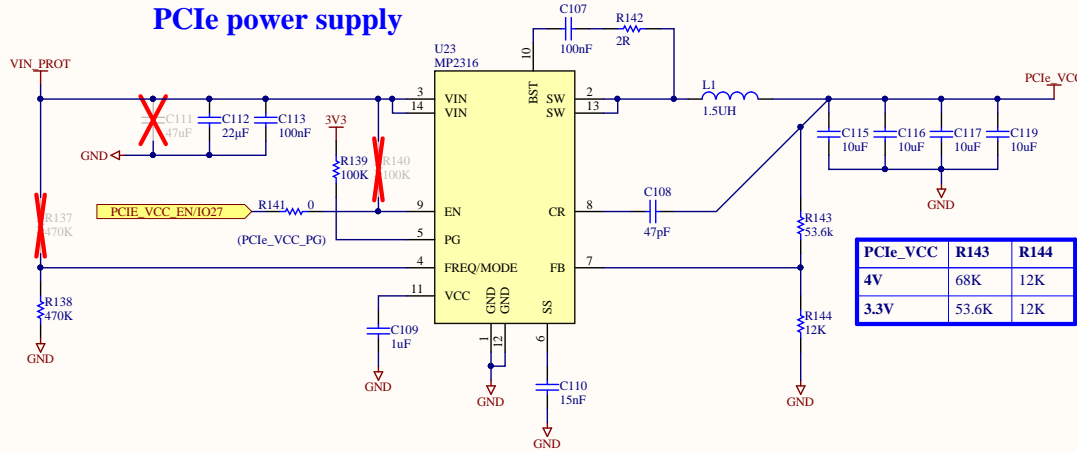 PCIe power supply
C107
100nF
R142
2R
U23
MP2316
10
BST
VIN_PROT
PCIe_VCC
3
VIN
14
VIN
SW
2
SW
13
L1
1.5UH
C111
47uF
C112
22µF
C113
100nF
GND
3V3
R139
100K
R140
100K
C115
10uF
C116
10uF
C117
10uF
C119
10uF
GND
R137
470K
PCIE_VCC_EN/IO27
R141
0
9
EN
CR
8
C108
47pF
(PCIe_VCC_PG)
5
PG
R143
53.6k
4
FREQ/MODE
FB
7
R138
470K
GND
11
VCC
C109
1uF
GND
GND
GND
SS
1
12
6
GND
C110
15nF
GND
R144
12K
GND
PCIe_VCC R143 R144
4V 68K 12K
3.3V 53.6K 12K